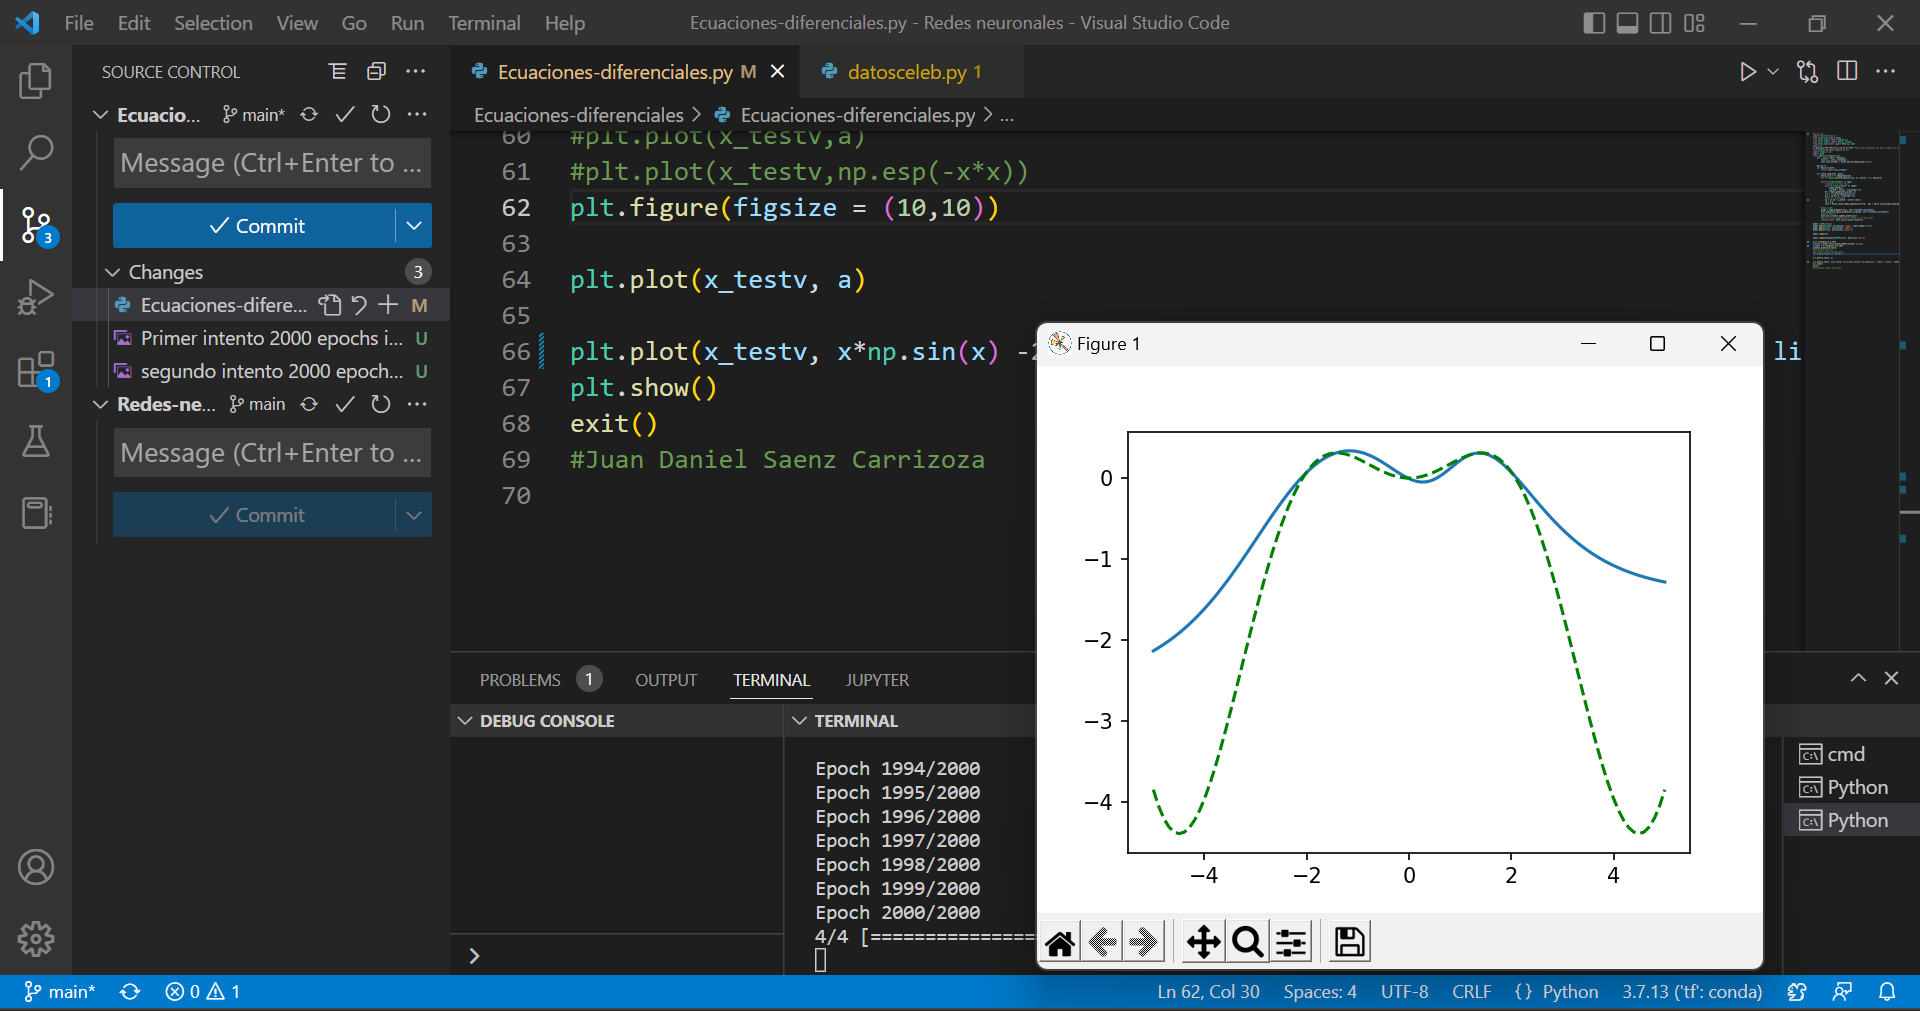 File Edit Selection View Go Run Terminal Help
Ecuaciones-diferenciales.py - Redes neuronales - Visual Studio Code
SOURCE CONTROL
Ecuacio... main*
Message (Ctrl+Enter to ...
Commit
Changes 3
Ecuaciones-difere... M
Primer intento 2000 epochs i... U
segundo intento 2000 epoch... U
Redes-ne... main
Message (Ctrl+Enter to ...
Commit
3
1
Ecuaciones-diferenciales.py M
datosceleb.py 1
Ecuaciones-diferenciales > Ecuaciones-diferenciales.py > ...
60 #plt.plot(x_testv,a)
61 #plt.plot(x_testv,np.esp(-x*x))
62 plt.figure(figsize = (10,10))
63
64 plt.plot(x_testv, a)
65
66 plt.plot(x_testv, x*np.sin(x) - li
67 plt.show()
68 exit()
69 #Juan Daniel Saenz Carrizoza
70
Figure 1
0
−1
−2
−3
−4
−4 −2 0 2 4
PROBLEMS 1 OUTPUT TERMINAL JUPYTER
DEBUG CONSOLE
TERMINAL
Epoch 1994/2000
Epoch 1995/2000
Epoch 1996/2000
Epoch 1997/2000
Epoch 1998/2000
Epoch 1999/2000
Epoch 2000/2000
4/4 [===============
cmd
Python
Python
main* 0 1
Ln 62, Col 30 Spaces: 4 UTF-8 CRLF {} Python 3.7.13 ('tf': conda)